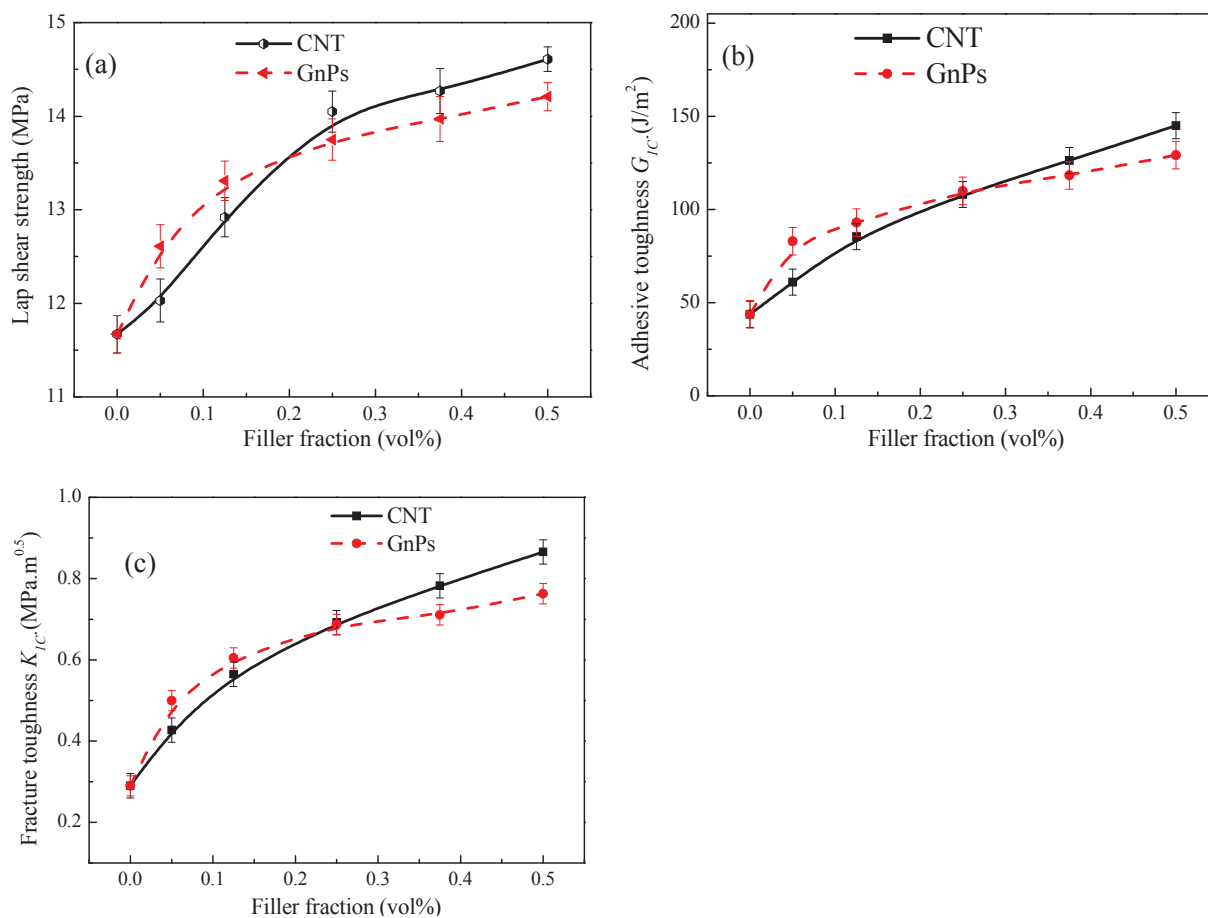 (a)
CNT
GnPs
Lap shear strength (MPa)
15
14
13
12
11
0.0 0.1 0.2 0.3 0.4 0.5
Filler fraction (vol%)
(b)
CNT
GnPs
Adhesive toughness G_IC.(J/m²)
200
150
100
50
0
0.0 0.1 0.2 0.3 0.4 0.5
Filler fraction (vol%)
(c)
CNT
GnPs
Fracture toughness K_IC.(MPa.m^0.5)
1.0
0.8
0.6
0.4
0.2
0.0 0.1 0.2 0.3 0.4 0.5
Filler fraction (vol%)